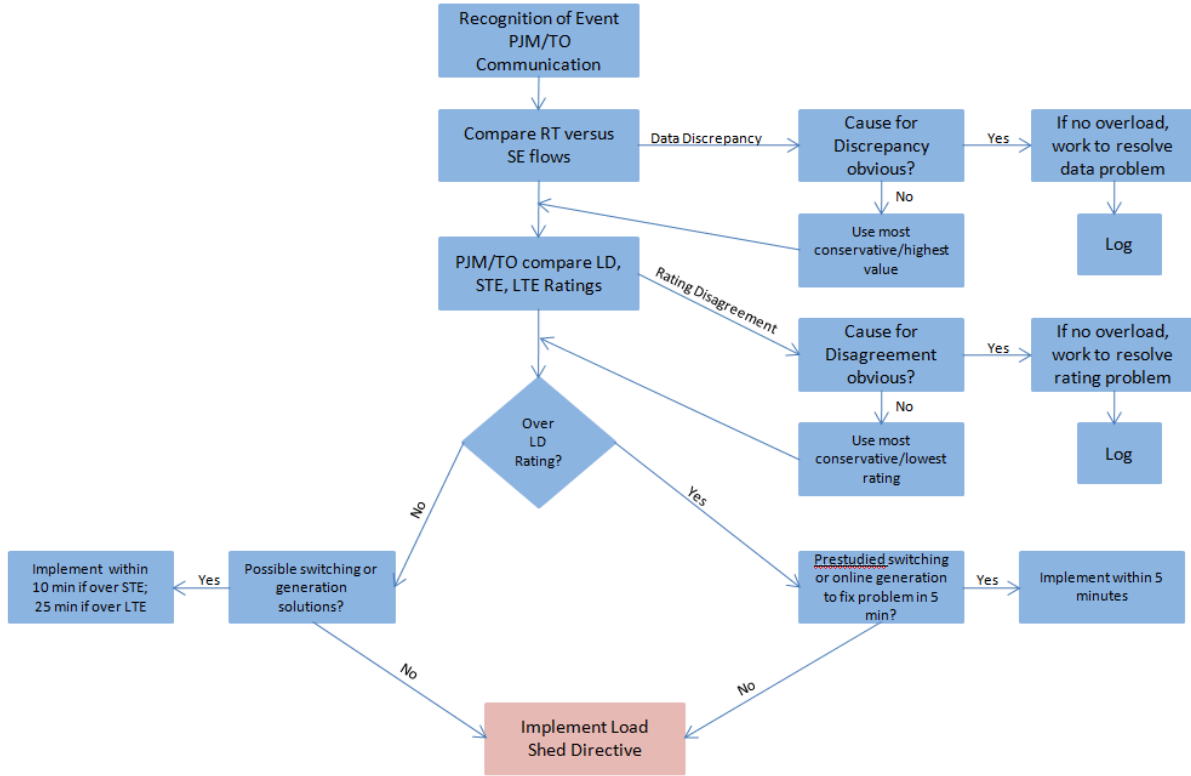 Recognition of Event
PJM/TO
Communication
Compare RT versus
SE flows
Data Discrepancy
Cause for
Discrepancy
obvious?
Yes
If no overload,
work to resolve
data problem
No
Use most
conservative/highest
value
Log
PJM/TO compare LD,
STE, LTE Ratings
Rating Disagreement
Cause for
Disagreement
obvious?
Yes
If no overload,
work to resolve
rating problem
No
Use most
conservative/lowest
rating
Log
Over
LD
Rating?
No
Yes
Implement within
10 min if over STE;
25 min if over LTE
Yes
Possible switching or
generation
solutions?
Prestudied switching
or online generation
to fix problem in 5
min?
Yes
Implement within 5
minutes
No
No
Implement Load
Shed Directive